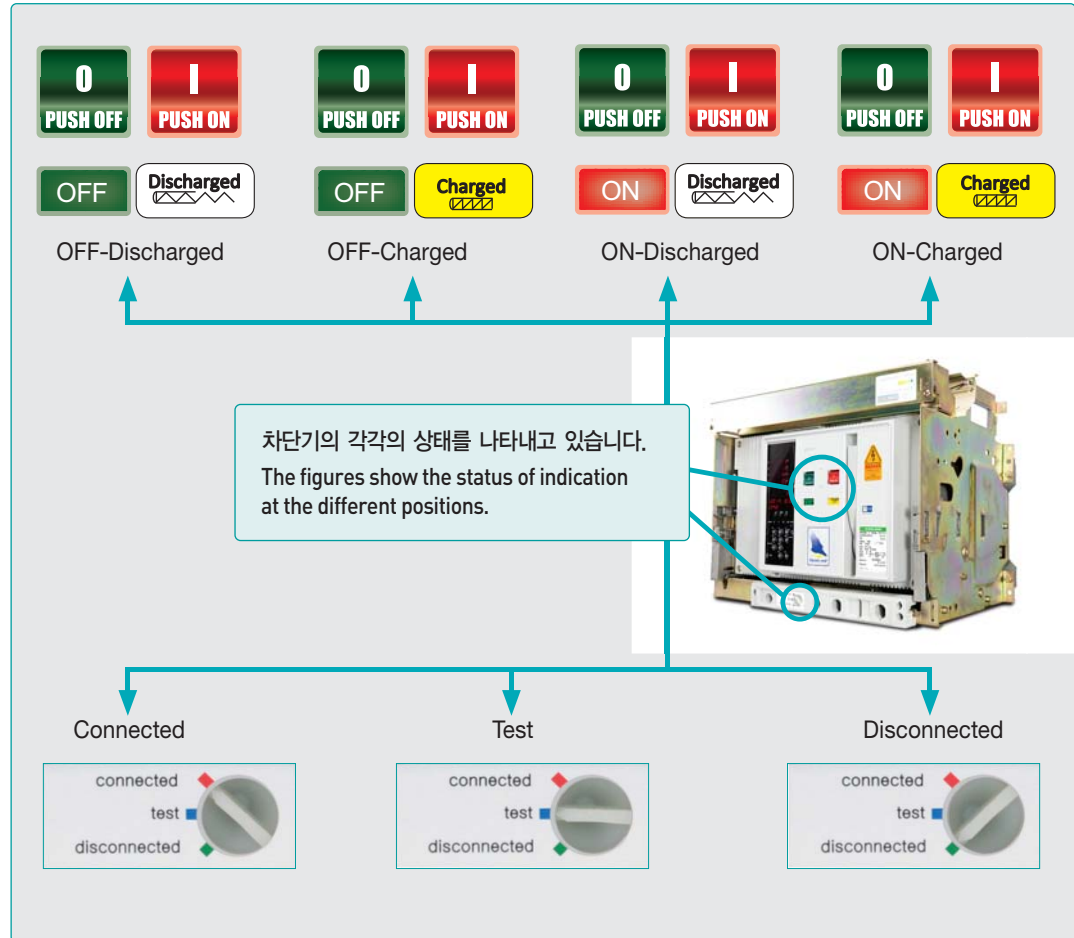 0
PUSH OFF
I
PUSH ON
0
PUSH OFF
I
PUSH ON
0
PUSH OFF
I
PUSH ON
0
PUSH OFF
I
PUSH ON
OFF
Discharged
OFF
Charged
ON
Discharged
ON
Charged
OFF-Discharged
OFF-Charged
ON-Discharged
ON-Charged
차단기의 각각의 상태를 나타내고 있습니다.
The figures show the status of indication
at the different positions.
Connected
Test
Disconnected
connected
test
disconnected
connected
test
disconnected
connected
test
disconnected